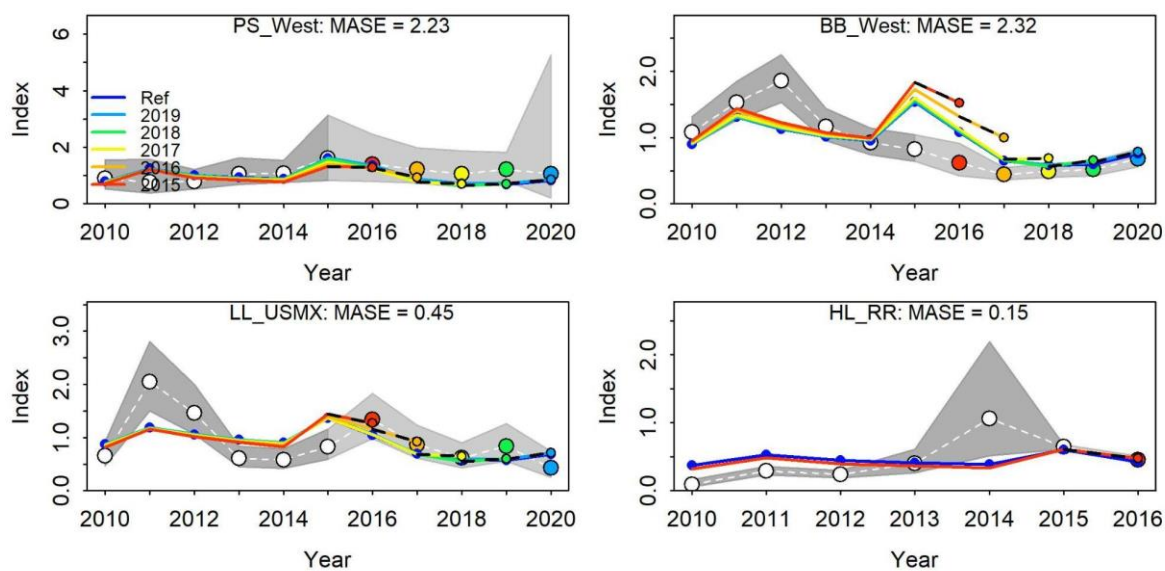 PS_West: MASE = 2.23
Index
6
4
2
0
Ref
2019
2018
2017
2016
2015
2010 2012 2014 2016 2018 2020
Year
BB_West: MASE = 2.32
Index
2.0
1.0
0.0
2010 2012 2014 2016 2018 2020
Year
LL_USMX: MASE = 0.45
Index
3.0
2.0
1.0
0.0
2010 2012 2014 2016 2018 2020
Year
HL_RR: MASE = 0.15
Index
2.0
1.0
0.0
2010 2011 2012 2013 2014 2015 2016
Year